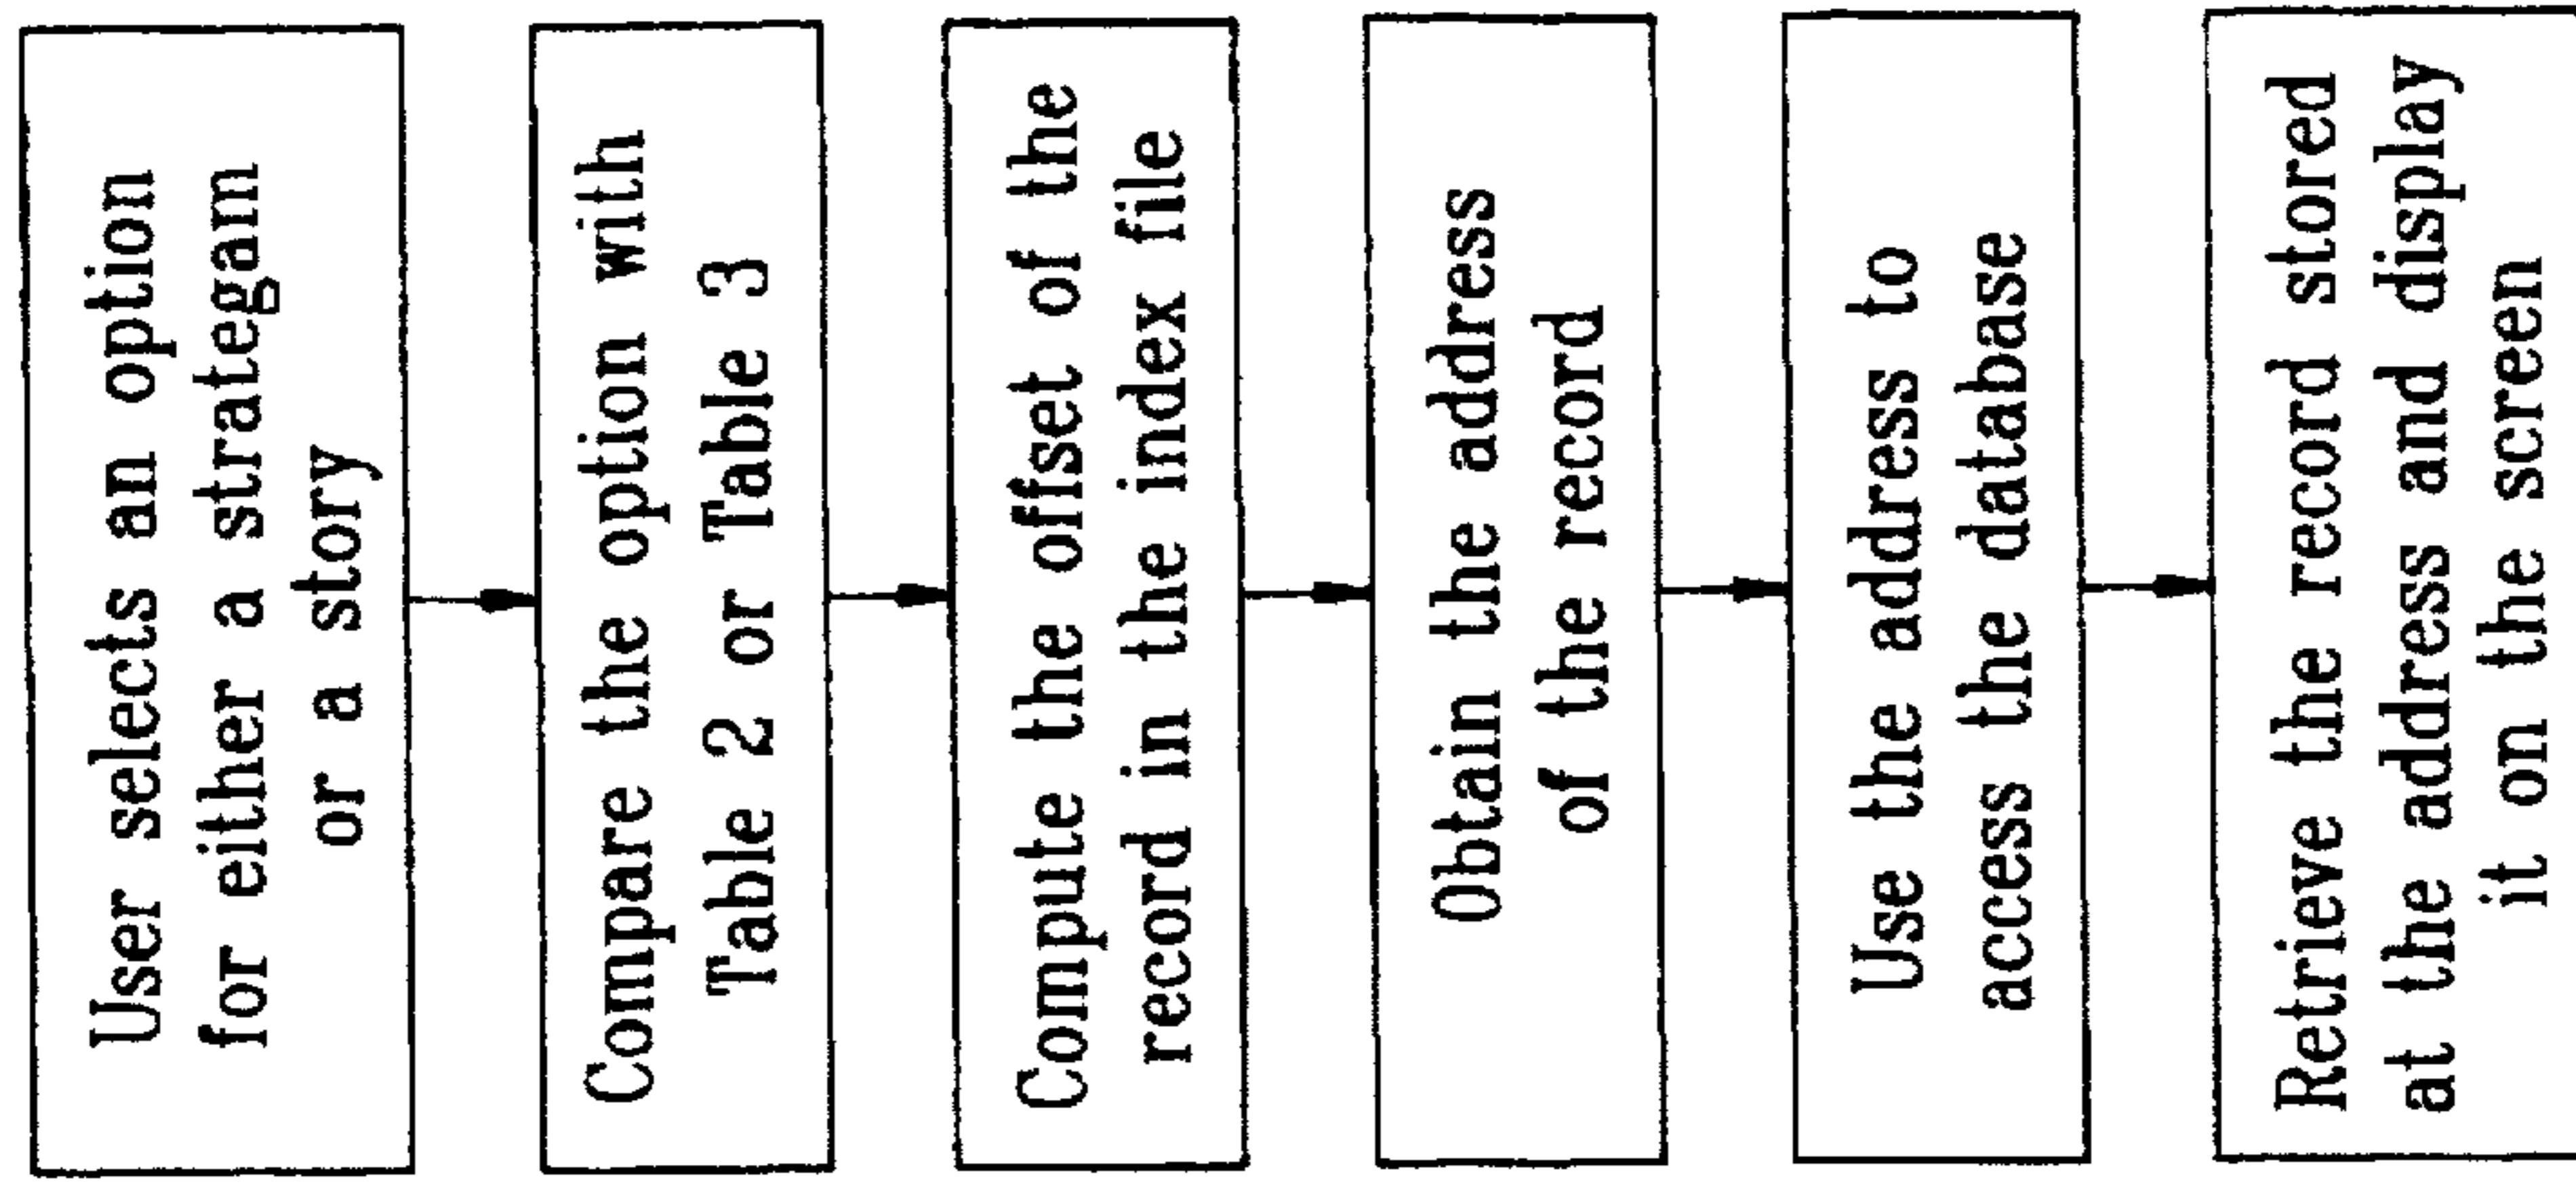 User selects an option
for either a strategam
or a story
Compare the option with
Table 2 or Table 3
Compute the offset of the
record in the index file
Obtain the address
of the record
Use the address to
access the database
Retrieve the record stored
at the address and display
it on the screen